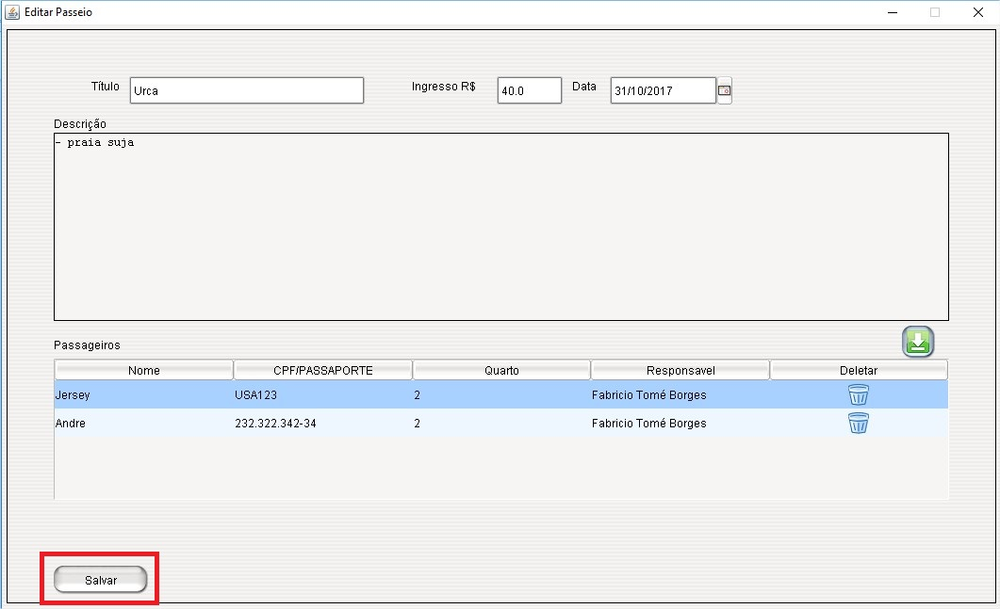 Editar Passeio
Título Urca Ingresso R$ 40.0 Data 31/10/2017
Descrição
- praia suja
Passageiros
Nome CPF/PASSAPORTE Quarto Responsavel Deletar
Jersey USA123 2 Fabricio Tomé Borges
Andre 232.322.342-34 2 Fabricio Tomé Borges
Salvar